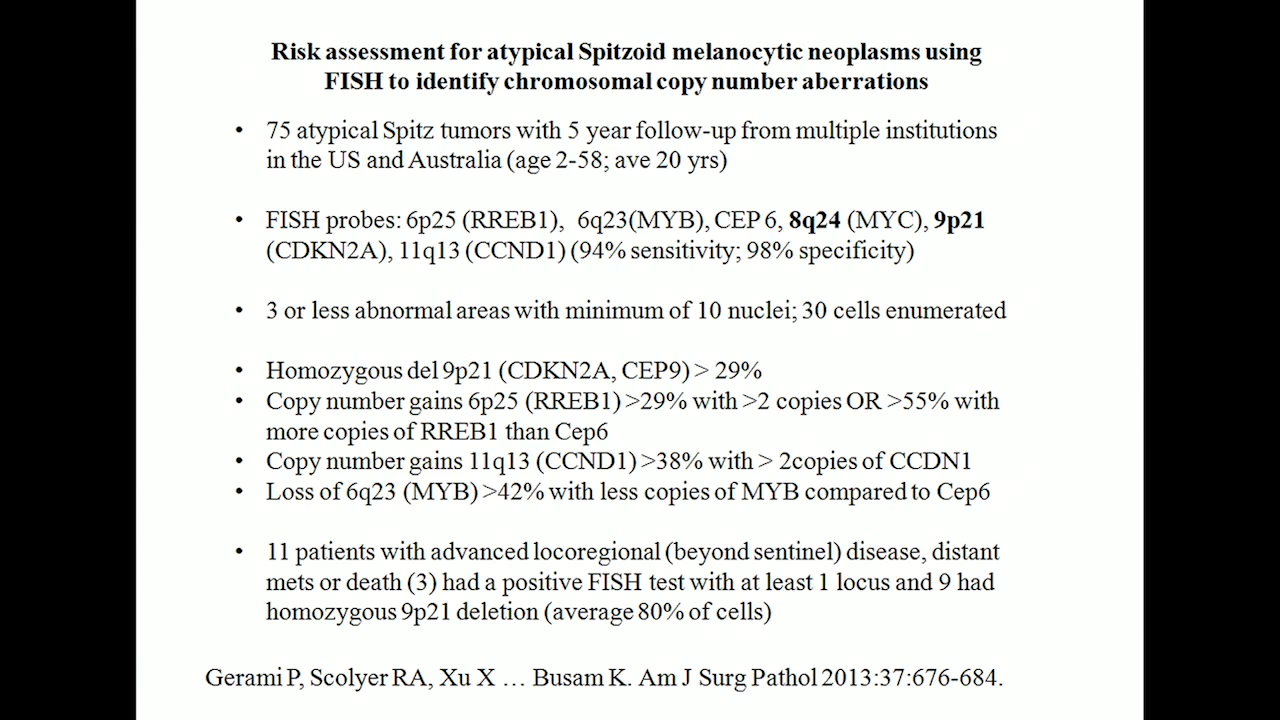 Risk assessment for atypical Spitzoid melanocytic neoplasms using
FISH to identify chromosomal copy number aberrations
• 75 atypical Spitz tumors with 5 year follow-up from multiple institutions
in the US and Australia (age 2-58; ave 20 yrs)
• FISH probes: 6p25 (RREB1), 6q23(MYB), CEP 6, 8q24 (MYC), 9p21
(CDKN2A), 11q13 (CCND1) (94% sensitivity; 98% specificity)
• 3 or less abnormal areas with minimum of 10 nuclei; 30 cells enumerated
• Homozygous del 9p21 (CDKN2A, CEP9) > 29%
• Copy number gains 6p25 (RREB1) >29% with >2 copies OR >55% with
more copies of RREB1 than Cep6
• Copy number gains 11q13 (CCND1) >38% with > 2copies of CCDN1
• Loss of 6q23 (MYB) >42% with less copies of MYB compared to Cep6
• 11 patients with advanced locoregional (beyond sentinel) disease, distant
mets or death (3) had a positive FISH test with at least 1 locus and 9 had
homozygous 9p21 deletion (average 80% of cells)
Gerami P, Scolyer RA, Xu X … Busam K. Am J Surg Pathol 2013:37:676-684.